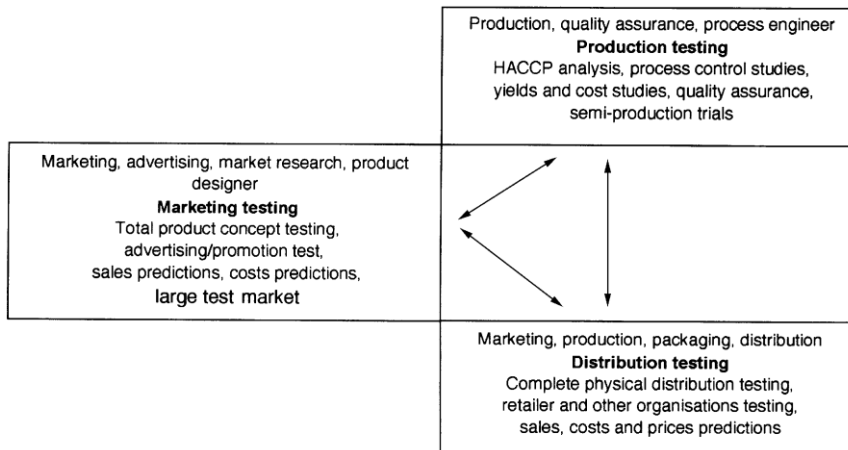 Production, quality assurance, process engineer
Production testing
HACCP analysis, process control studies,
yields and cost studies, quality assurance,
semi-production trials
Marketing, advertising, market research, product
designer
Marketing testing
Total product concept testing,
advertising/promotion test,
sales predictions, costs predictions,
large test market
Marketing, production, packaging, distribution
Distribution testing
Complete physical distribution testing,
retailer and other organisations testing,
sales, costs and prices predictions